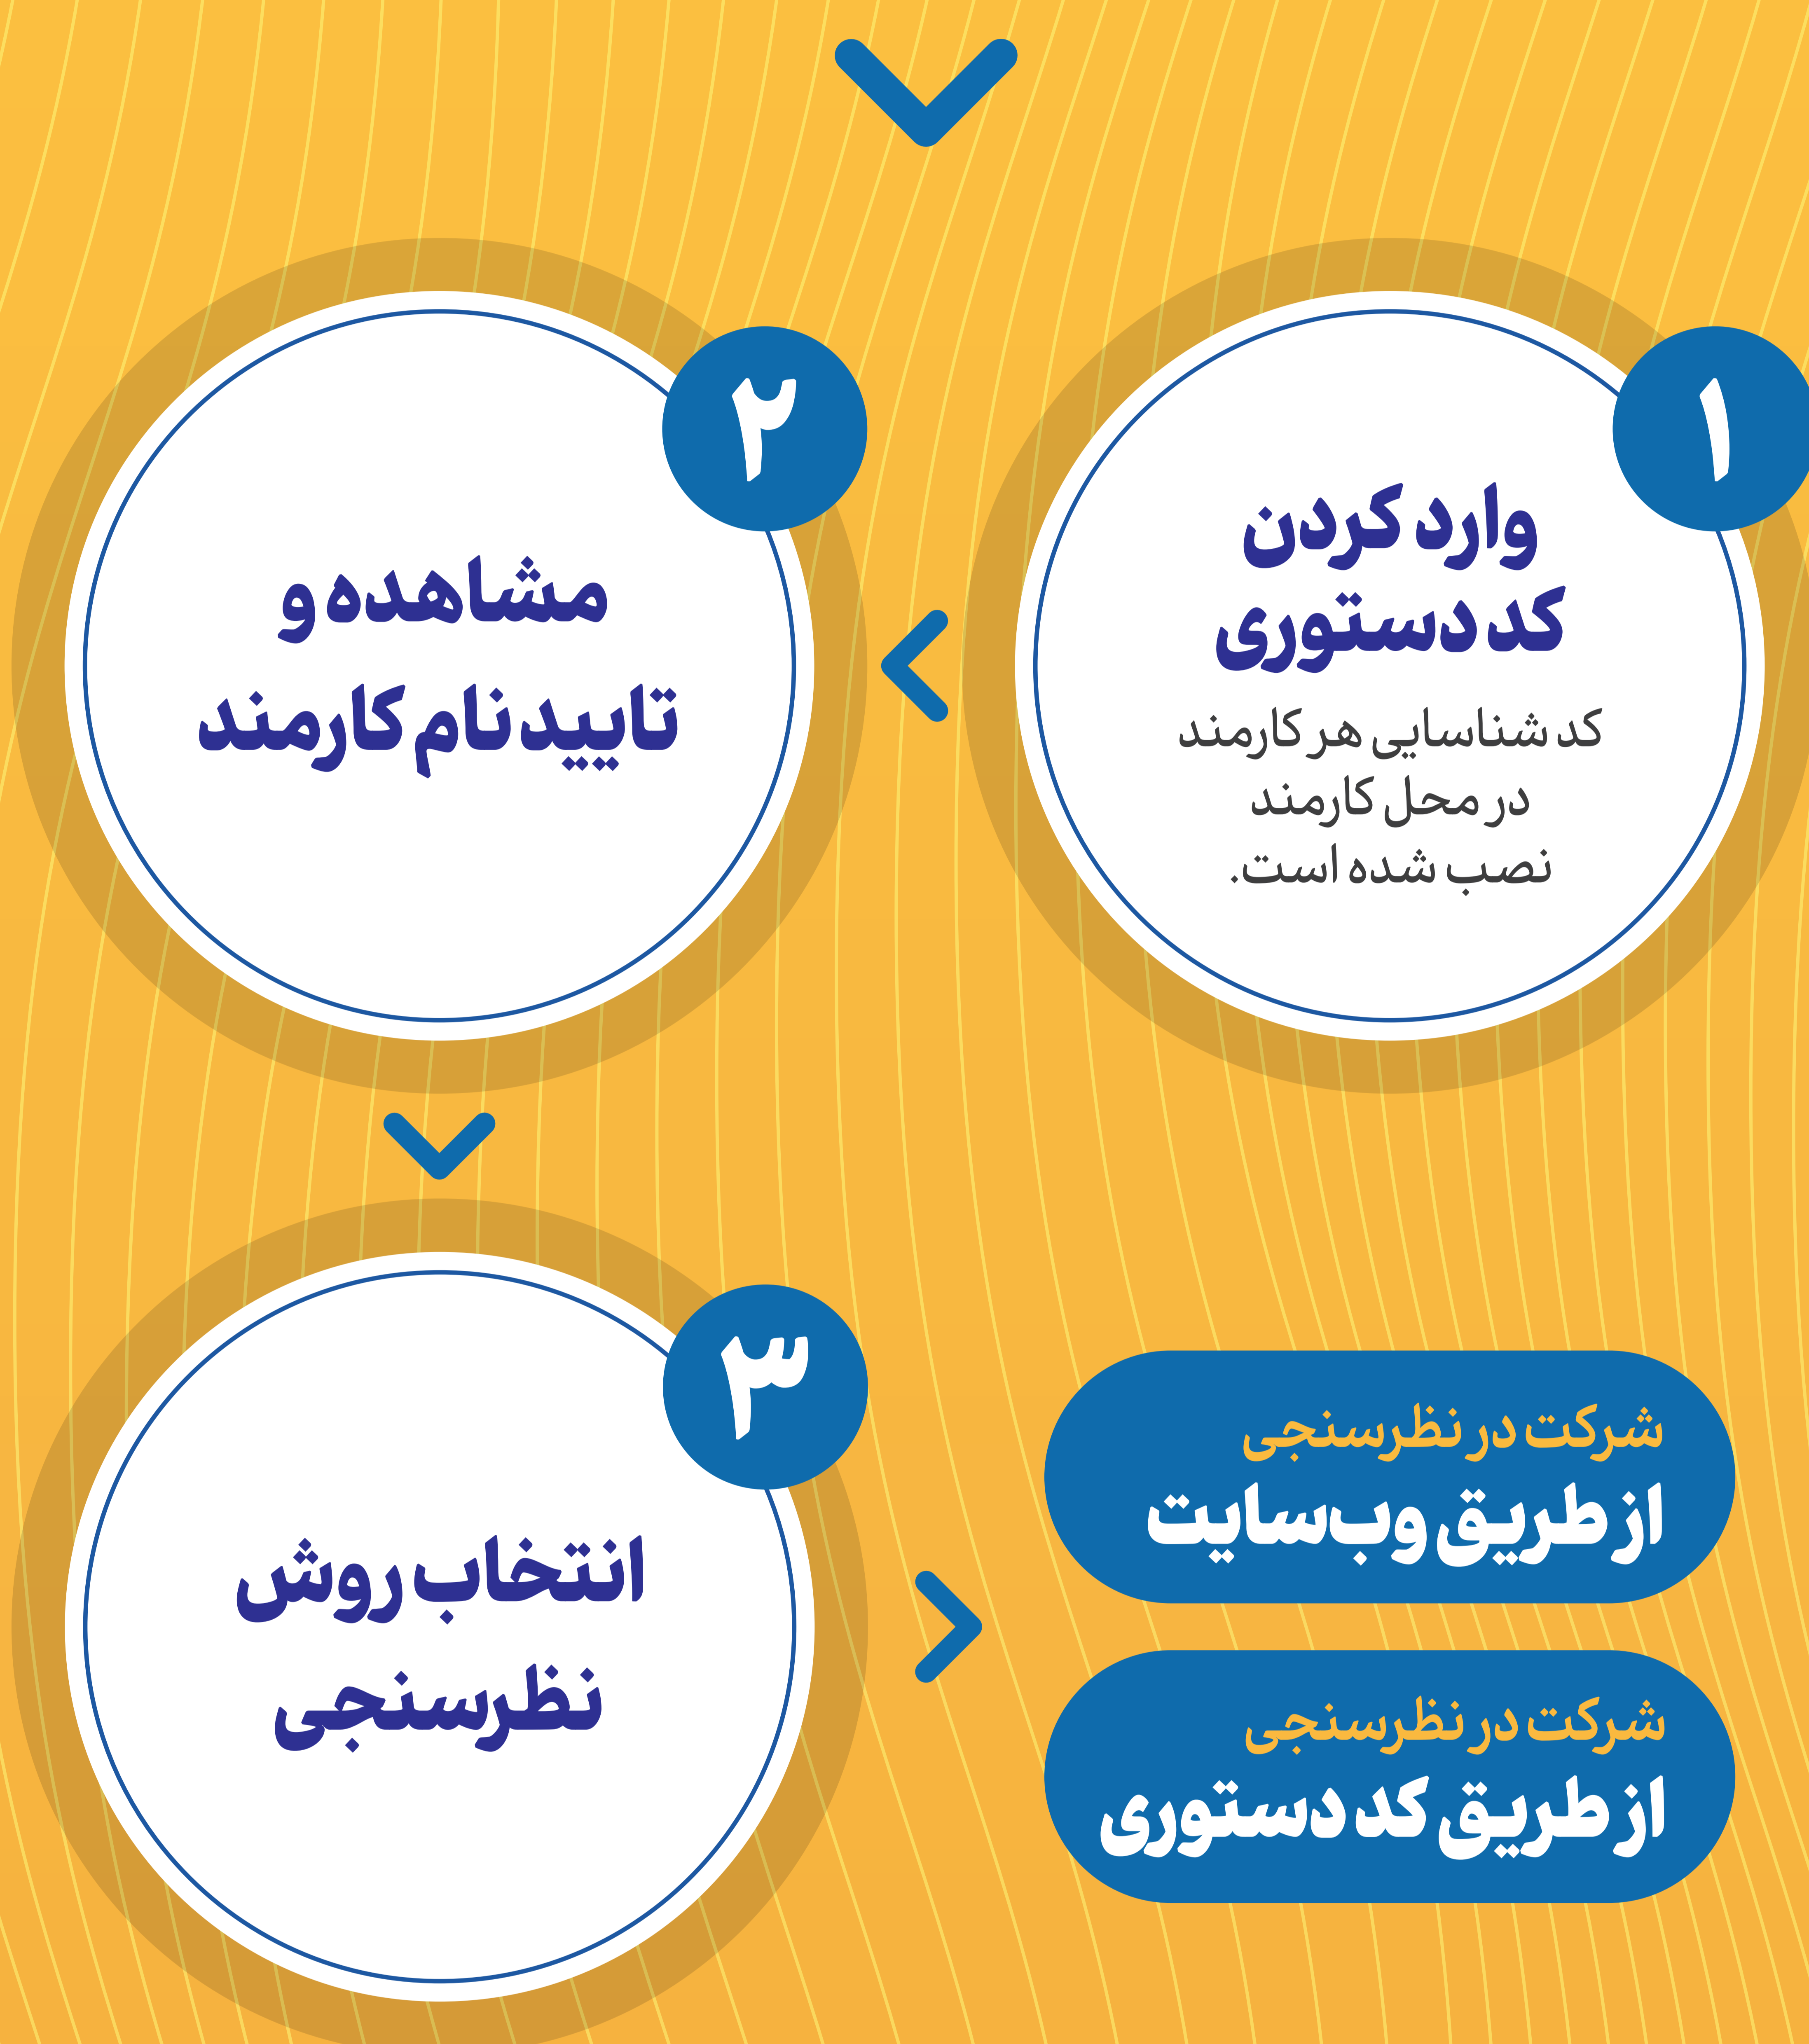 ۱
وارد کردن
کد دستوری
کد شناسایی هر کارمند
در محل کارمند
نصب شده است.
۲
مشاهده و
تایید نام کارمند
۳
انتخاب روش
نظرسنجی
شرکت در نظرسنجی
از طریق وب سایت
شرکت در نظرسنجی
از طریق کد دستوری